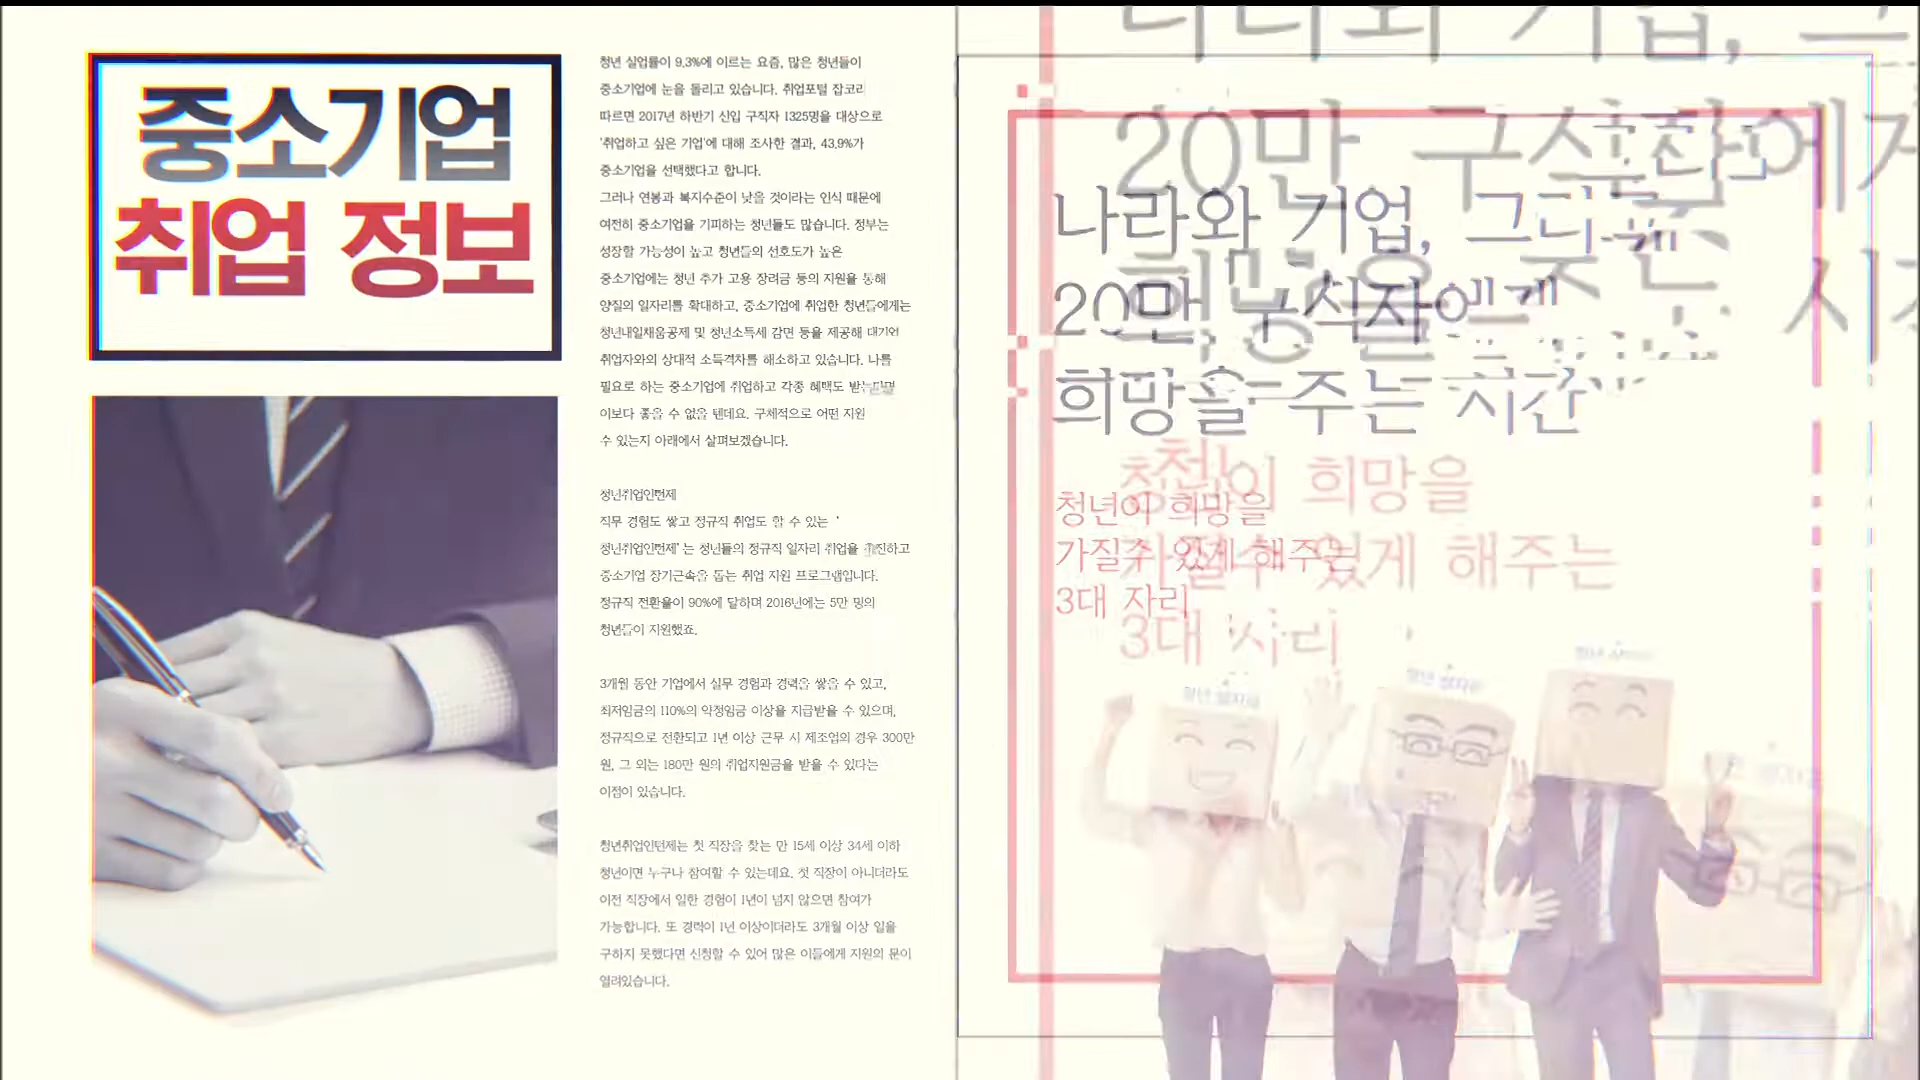 중소기업
취업 정보
청년 실업률이 9.3%에 이르는 요즘, 많은 청년들이
중소기업에 눈을 돌리고 있습니다. 취업포털 잡코리
따르면 2017년 하반기 신입 구직자 1325명을 대상으로
'취업하고 싶은 기업'에 대해 조사한 결과, 43.9%가
중소기업을 선택했다고 합니다.
그러나 연봉과 복지수준이 낮을 것이라는 인식 때문에
여전히 중소기업을 기피하는 청년들도 많습니다. 정부는
성장할 가능성이 높고 청년들의 선호도가 높은
중소기업에는 청년 추가 고용 장려금 등의 지원을 통해
양질의 일자리를 확대하고, 중소기업에 취업한 청년들에게는
청년내일채움공제 및 청년소득세 감면 등을 제공해 대기업
취업자와의 상대적 소득격차를 해소하고 있습니다. 나를
필요로 하는 중소기업에 취업하고 각종 혜택도 받는다면
이보다 좋을 수 없을 텐데요. 구체적으로 어떤 지원
수 있는지 아래에서 살펴보겠습니다.
청년취업인턴제
직무 경험도 쌓고 정규직 취업도 할 수 있는 '
청년취업인턴제' 는 청년들의 정규직 일자리 취업을 촉진하고
중소기업 장기근속을 돕는 취업 지원 프로그램입니다.
정규직 전환율이 90%에 달하며 2016년에는 5만 명의
청년들이 지원했죠.
3개월 동안 기업에서 실무 경험과 경력을 쌓을 수 있고,
최저임금의 110%의 약정임금 이상을 지급받을 수 있으며,
정규직으로 전환되고 1년 이상 근무 시 제조업의 경우 300만
원, 그 외는 180만 원의 취업지원금을 받을 수 있다는
이점이 있습니다.
청년취업인턴제는 첫 직장을 찾는 만 15세 이상 34세 이하
청년이면 누구나 참여할 수 있는데요. 첫 직장이 아니더라도
이전 직장에서 일한 경험이 1년이 넘지 않으면 참여가
가능합니다. 또 경력이 1년 이상이더라도 3개월 이상 일을
구하지 못했다면 신청할 수 있어 많은 이들에게 지원의 문이
열려있습니다.
나라와 기업,
20만 구직자에게
희망을 주는 시간
청년이 희망을
가질수 있게 해주는
3대 자리